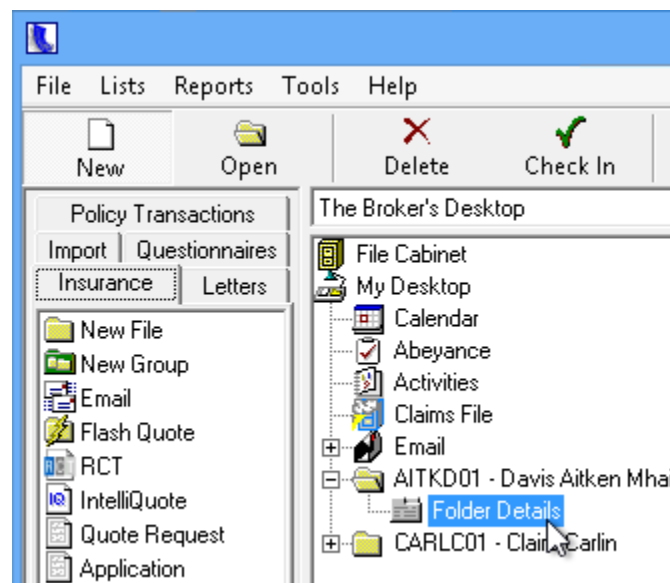 File Lists Reports Tools Help
New Open Delete Check In
Policy Transactions
Import Questionnaires
Insurance Letters
New File
New Group
Email
Flash Quote
RCT
IntelliQuote
Quote Request
Application
The Broker's Desktop
File Cabinet
My Desktop
Calendar
Abeyance
Activities
Claims File
Email
AITKD01 - Davis Aitken Mhai
Folder Details
CARLC01 - Clair Carlin